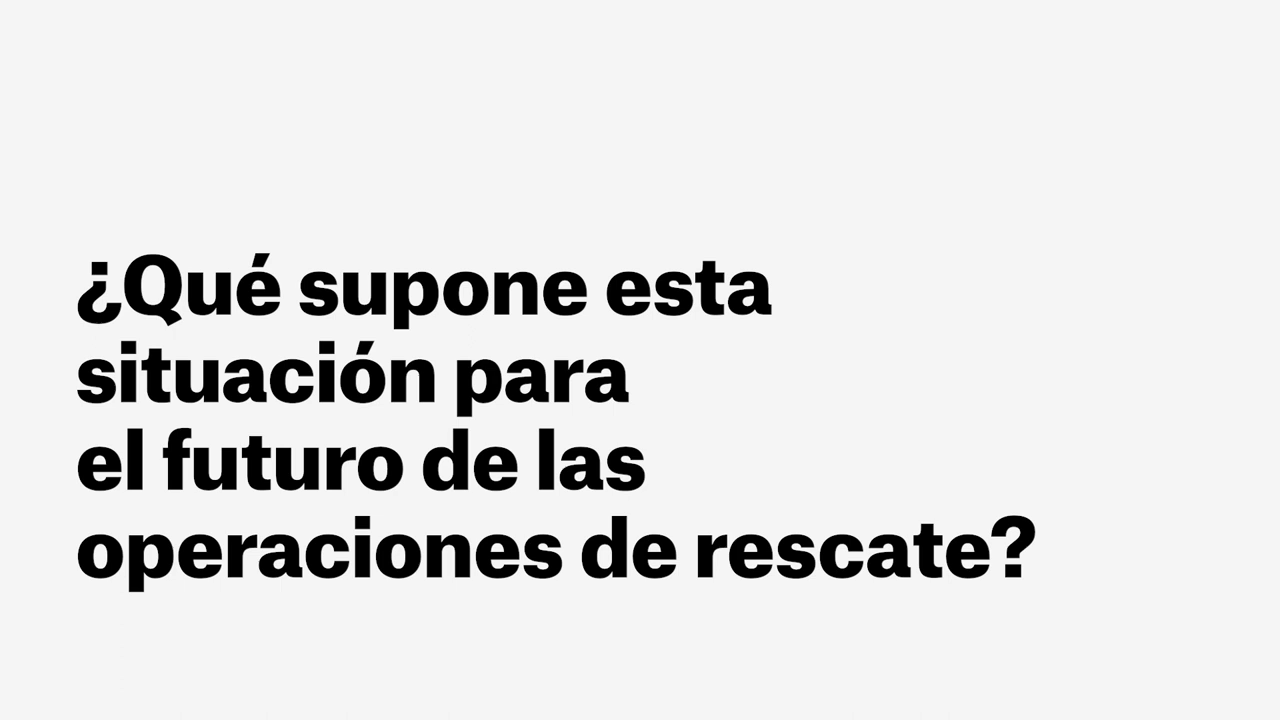 ¿Qué supone esta
situación para
el futuro de las
operaciones de rescate?